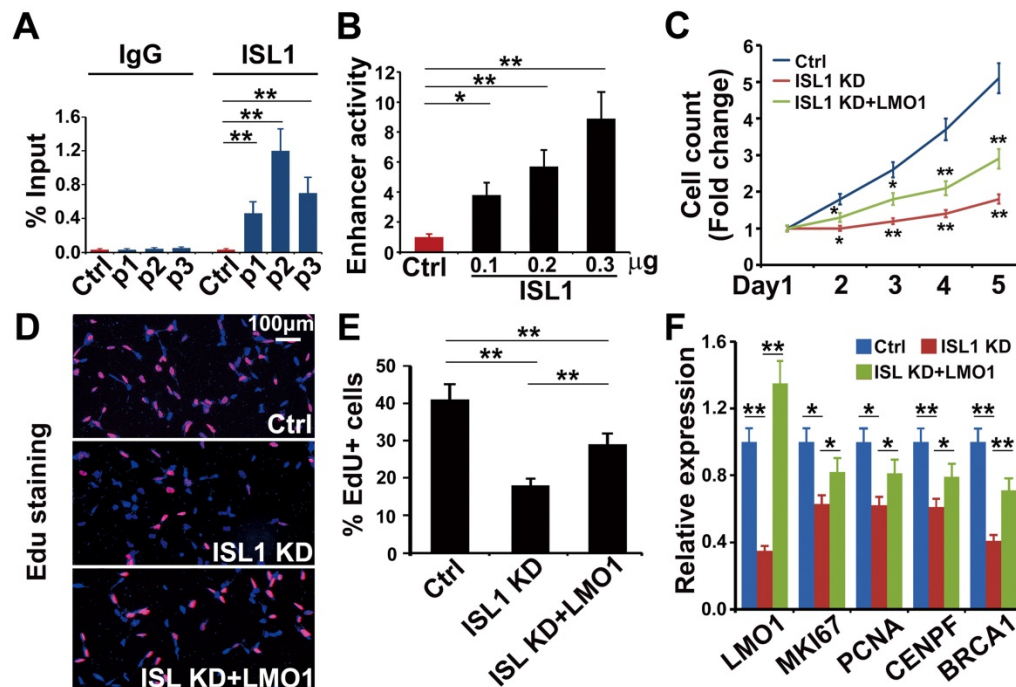 A
IgG
ISL1
**
**
**
% Input
1.6
1.2
0.8
0.4
0.0
Ctrl
p1
p2
p3
Ctrl
p1
p2
p3
B
**
**
*
Enhancer activity
12
10
8
6
4
2
0
Ctrl
0.1
0.2
0.3
µg
ISL1
C
Ctrl
ISL1 KD
ISL1 KD+LMO1
Cell count
(Fold change)
6
5
4
3
2
1
0
*
*
**
**
*
**
**
**
Day1
2
3
4
5
D
Edu staining
100µm
Ctrl
ISL1 KD
ISL KD+LMO1
E
**
**
**
% EdU+ cells
50
40
30
20
10
0
Ctrl
ISL1 KD
ISL KD+LMO1
F
Ctrl
ISL1 KD
ISL KD+LMO1
Relative expression
1.6
1.2
0.8
0.4
0.0
**
**
*
*
*
*
**
*
**
**
LMO1
MKI67
PCNA
CENPF
BRCA1